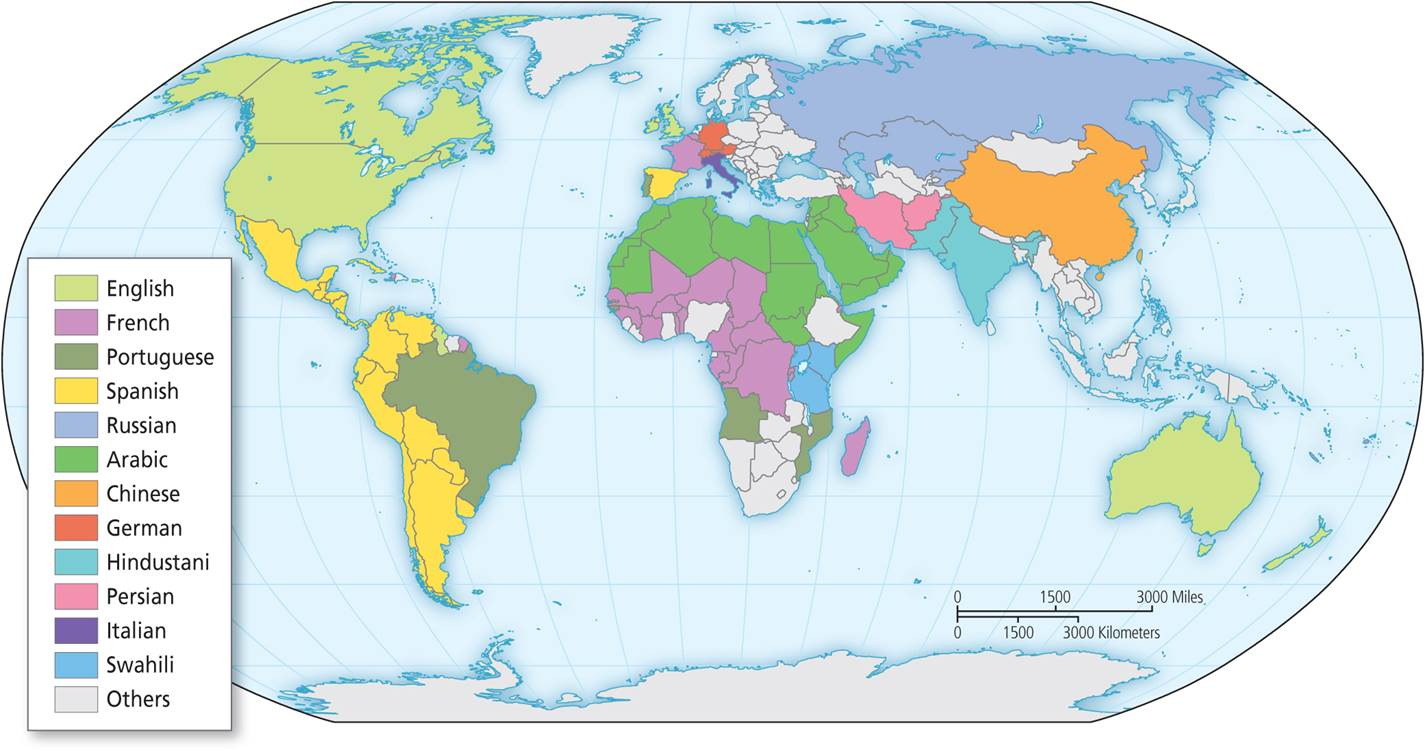 English
French
Portuguese
Spanish
Russian
Arabic
Chinese
German
Hindustani
Persian
Italian
Swahili
Others
0 1500 3000 Miles
0 1500 3000 Kilometers